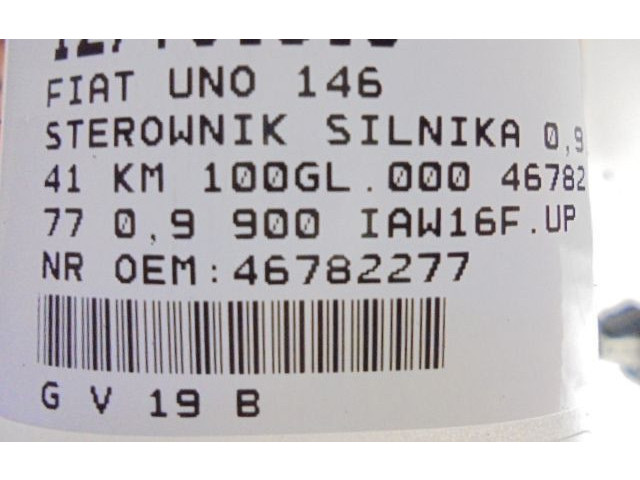 FIAT UNO 146
STEROWNIK SILNIKA 0,9
41 KM 100GL.000 46782
77 0,9 900 IAW16F.UP
NR OEM:46782277
G V 19 B